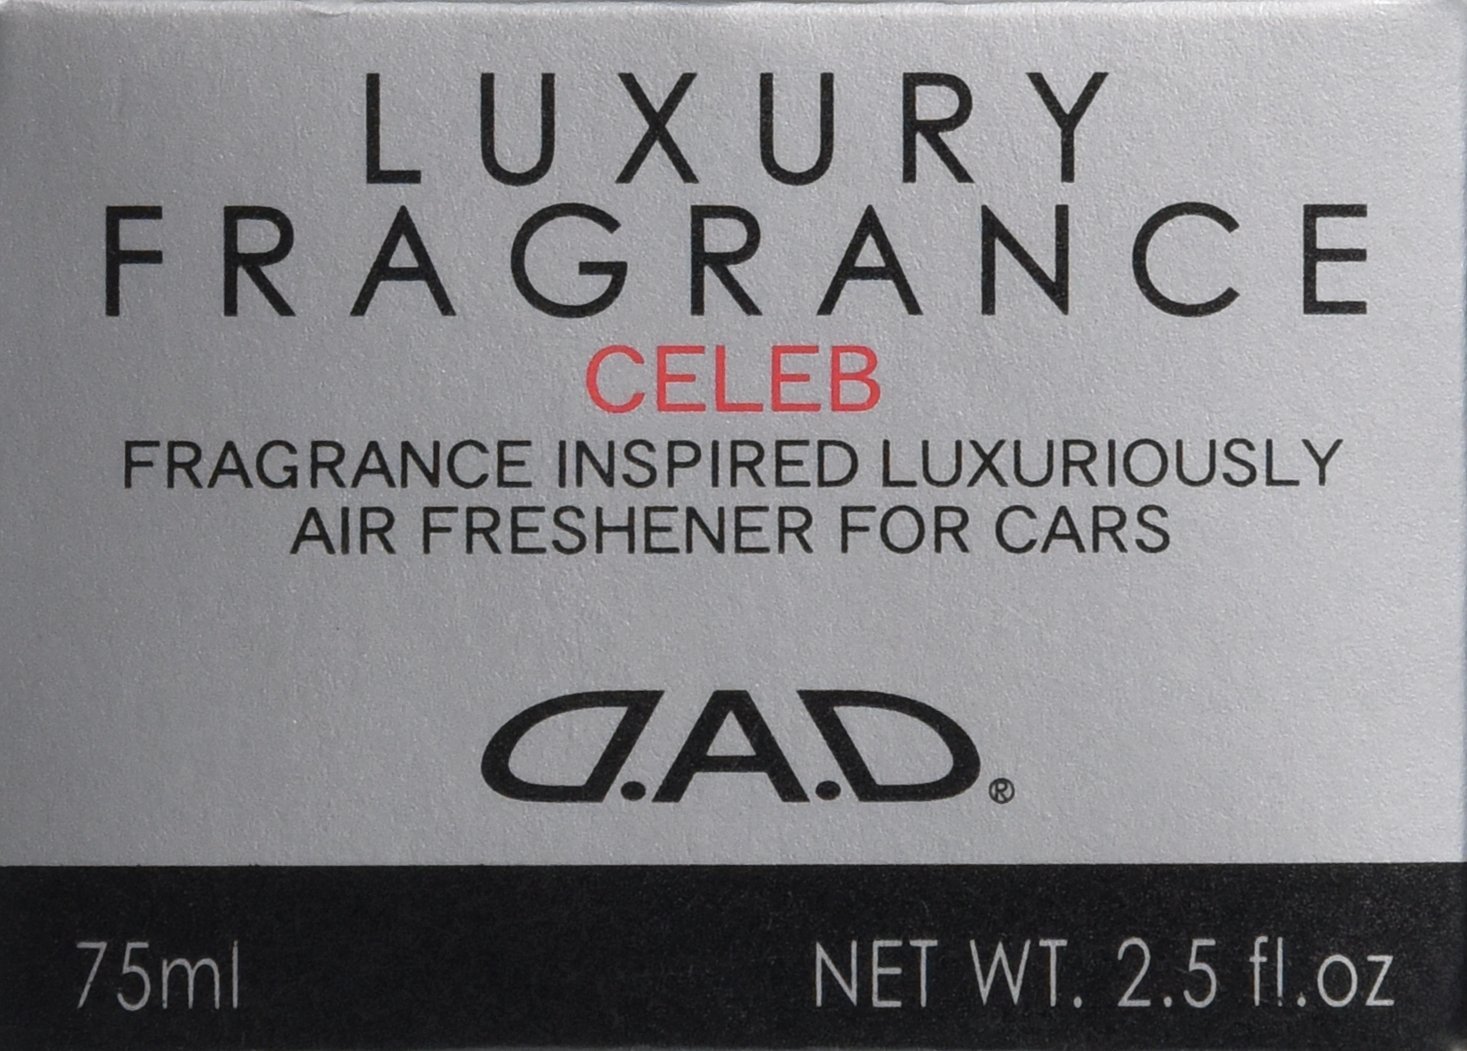 LUXURY
FRAGRANCE
CELEB
FRAGRANCE INSPIRED LUXURIOUSLY
AIR FRESHENER FOR CARS
D.A.D®
75ml NET WT. 2.5 fl.oz